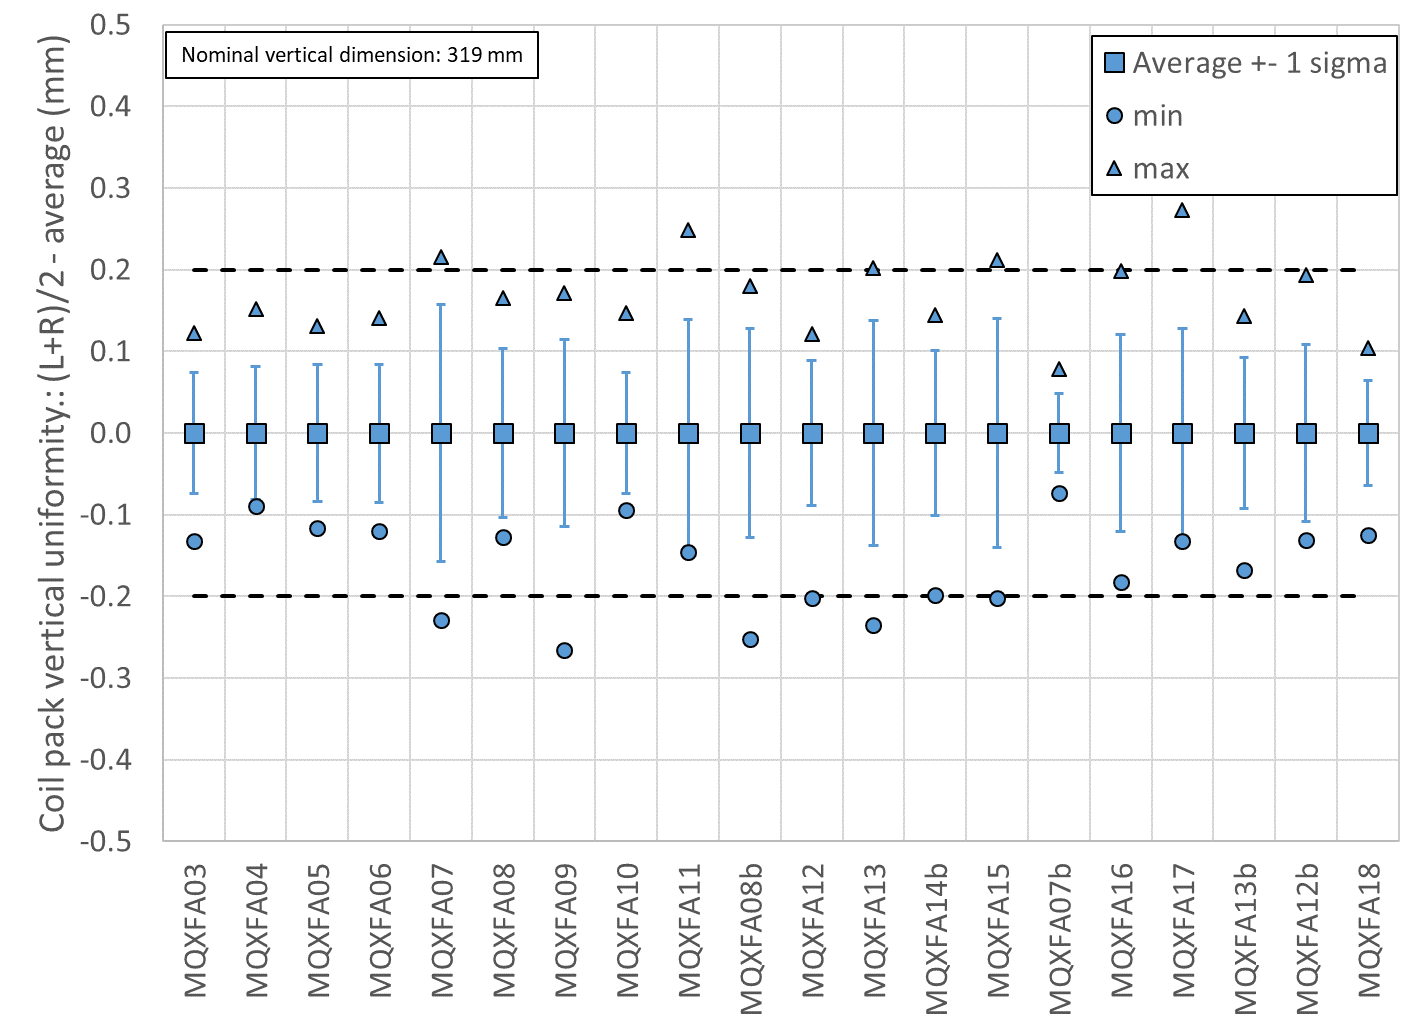 Coil pack vertical uniformity.: (L+R)/2 - average (mm)
0.5
0.4
0.3
0.2
0.1
0.0
-0.1
-0.2
-0.3
-0.4
-0.5
Nominal vertical dimension: 319 mm
Average +- 1 sigma
min
max
MQXFA03
MQXFA04
MQXFA05
MQXFA06
MQXFA07
MQXFA08
MQXFA09
MQXFA10
MQXFA11
MQXFA08b
MQXFA12
MQXFA13
MQXFA14b
MQXFA15
MQXFA07b
MQXFA16
MQXFA17
MQXFA13b
MQXFA12b
MQXFA18